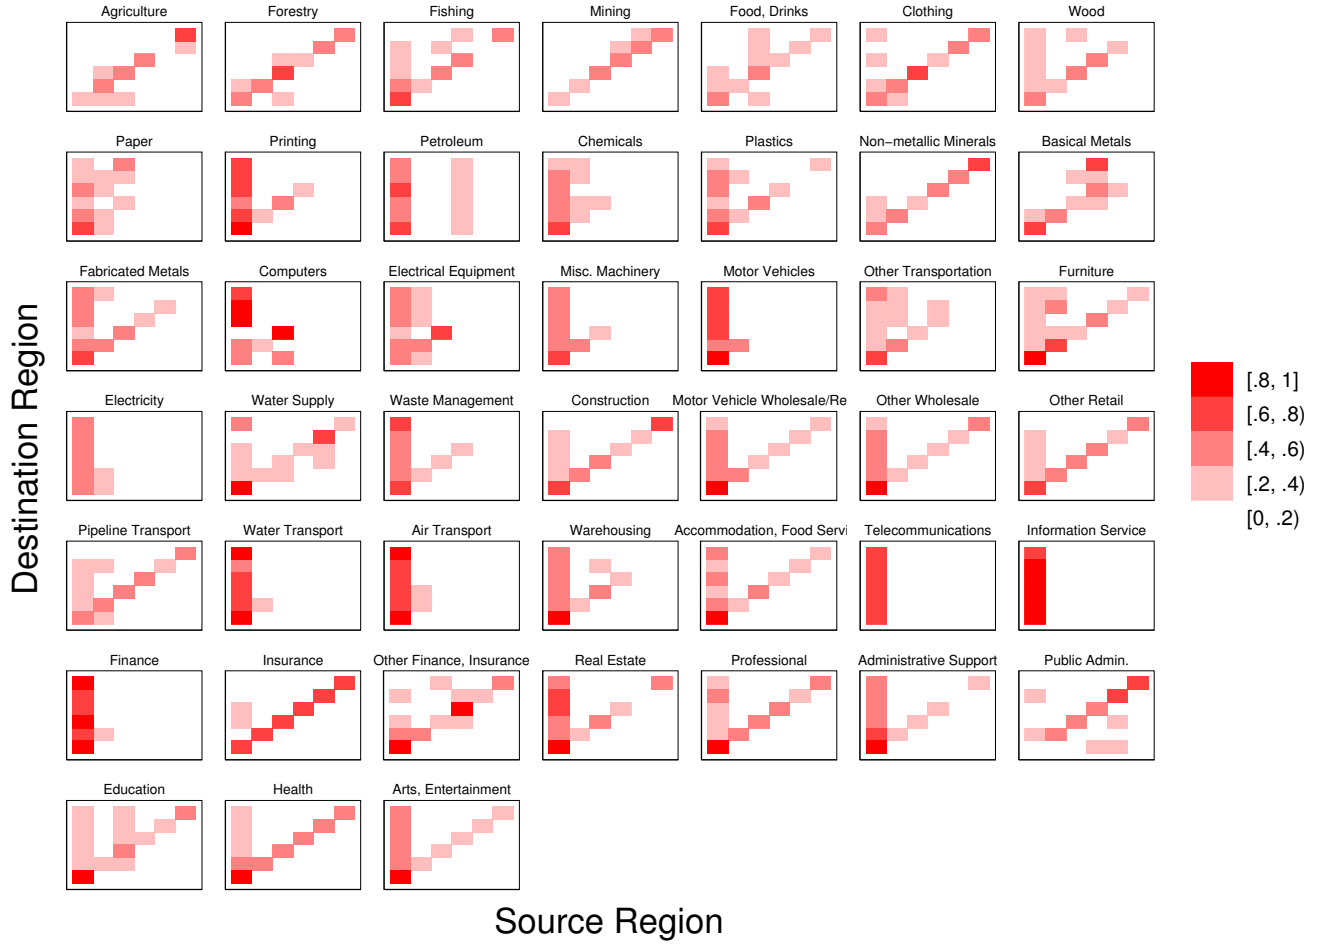 Agriculture Forestry Fishing Mining Food, Drinks Clothing Wood
Paper Printing Petroleum Chemicals Plastics Non−metallic Minerals Basical Metals
Fabricated Metals Computers Electrical Equipment Misc. Machinery Motor Vehicles Other Transportation Furniture
Electricity Water Supply Waste Management Construction Motor Vehicle Wholesale/Re Other Wholesale Other Retail
Pipeline Transport Water Transport Air Transport Warehousing Accommodation, Food Servi Telecommunications Information Service
Finance Insurance Other Finance, Insurance Real Estate Professional Administrative Support Public Admin.
Education Health Arts, Entertainment
Destination Region
Source Region
[.8, 1]
[.6, .8)
[.4, .6)
[.2, .4)
[0, .2)